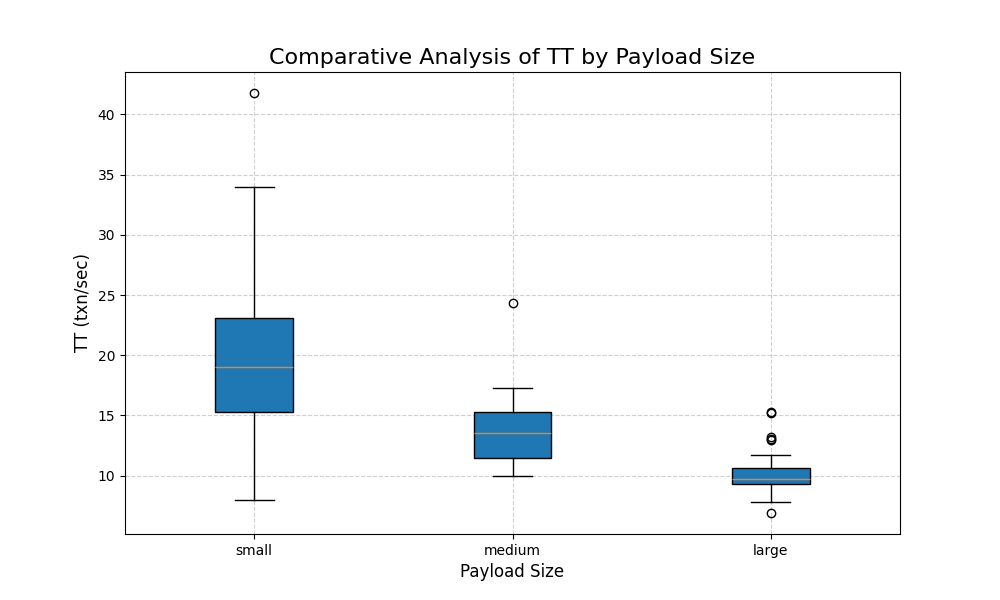 Comparative Analysis of TT by Payload Size
TT (txn/sec)
40
35
30
25
20
15
10
small medium large
Payload Size